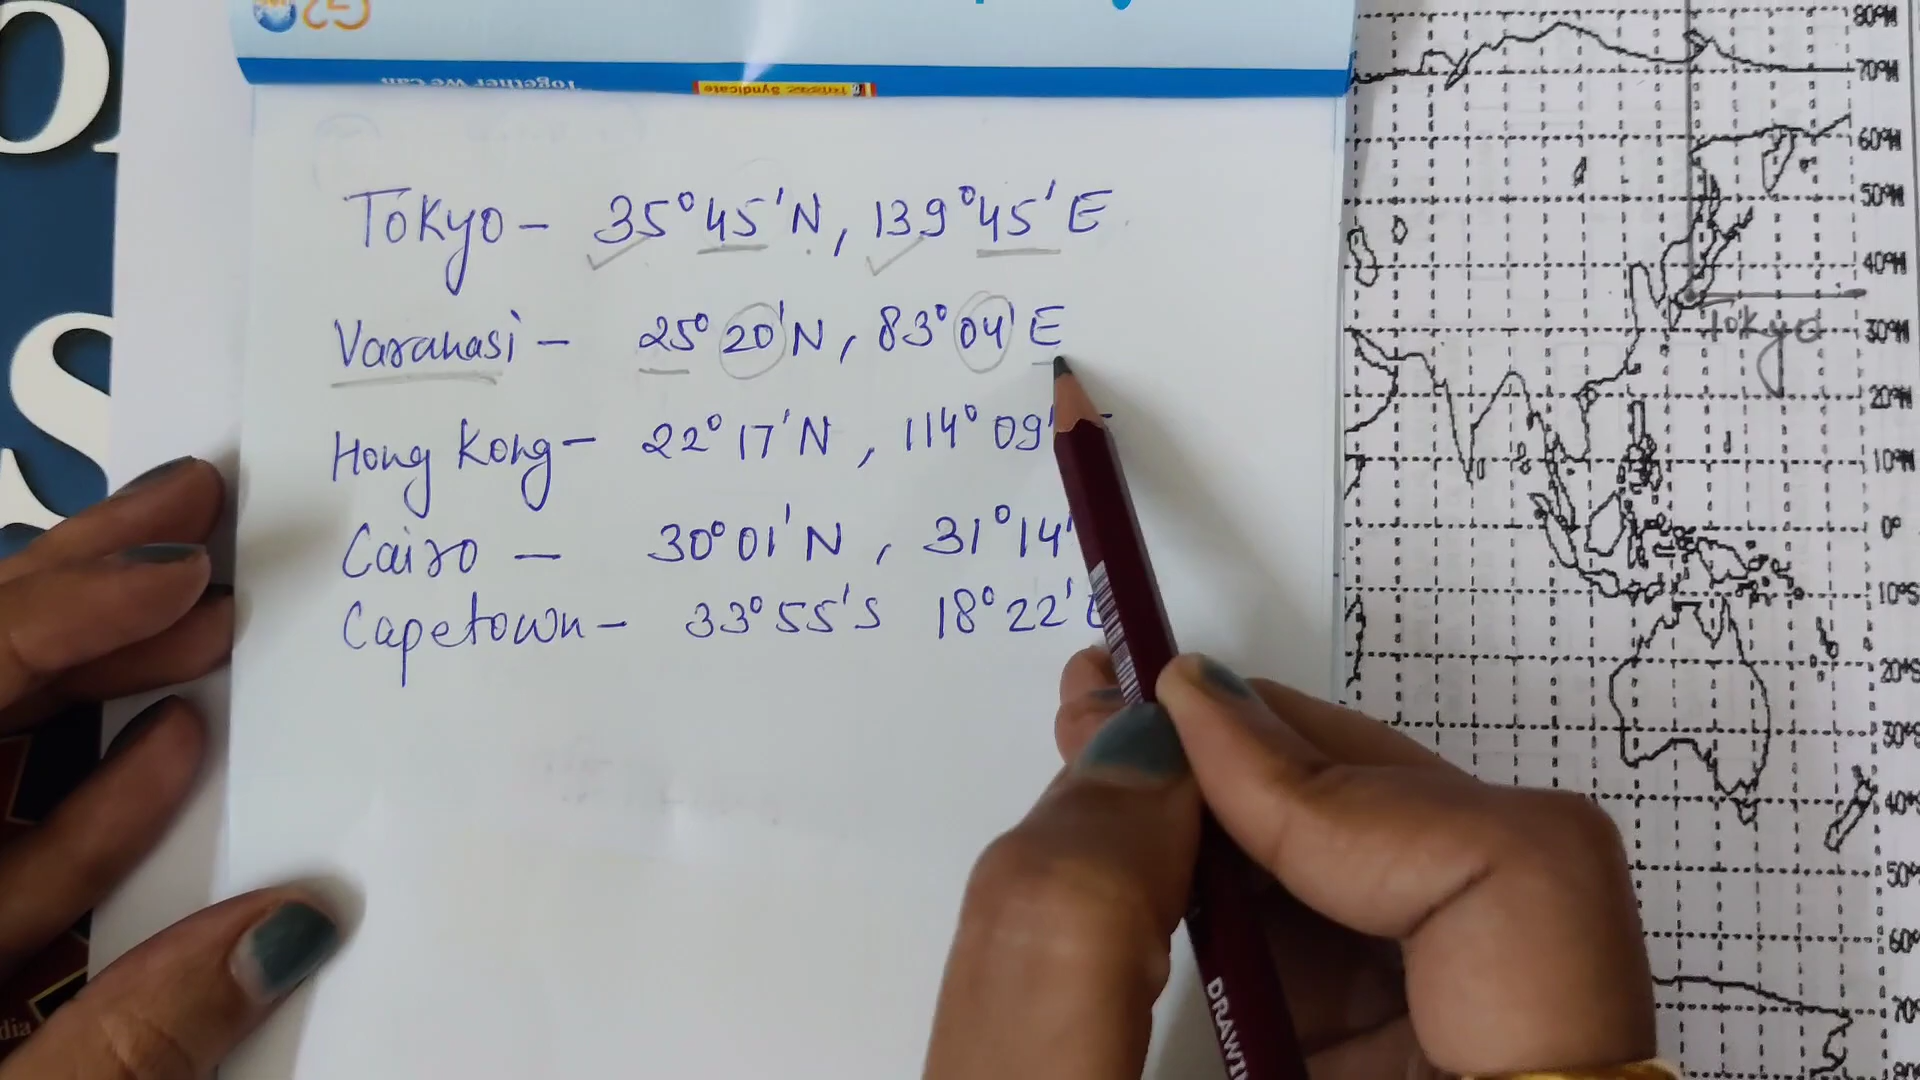 Together we can
Tokyo – 35°45'N, 139°45'E
Varanasi – 25°20'N, 83°04'E
Hong Kong – 22°17'N, 114°09'
Cairo – 30°01'N, 31°14'
Capetown – 33°55'S 18°22'E
DRAWIN
Tokyo
80°N
70°N
60°N
50°N
40°N
30°N
20°N
10°N
0°
10°S
20°S
30°S
40°S
50°
60°
70°
80°